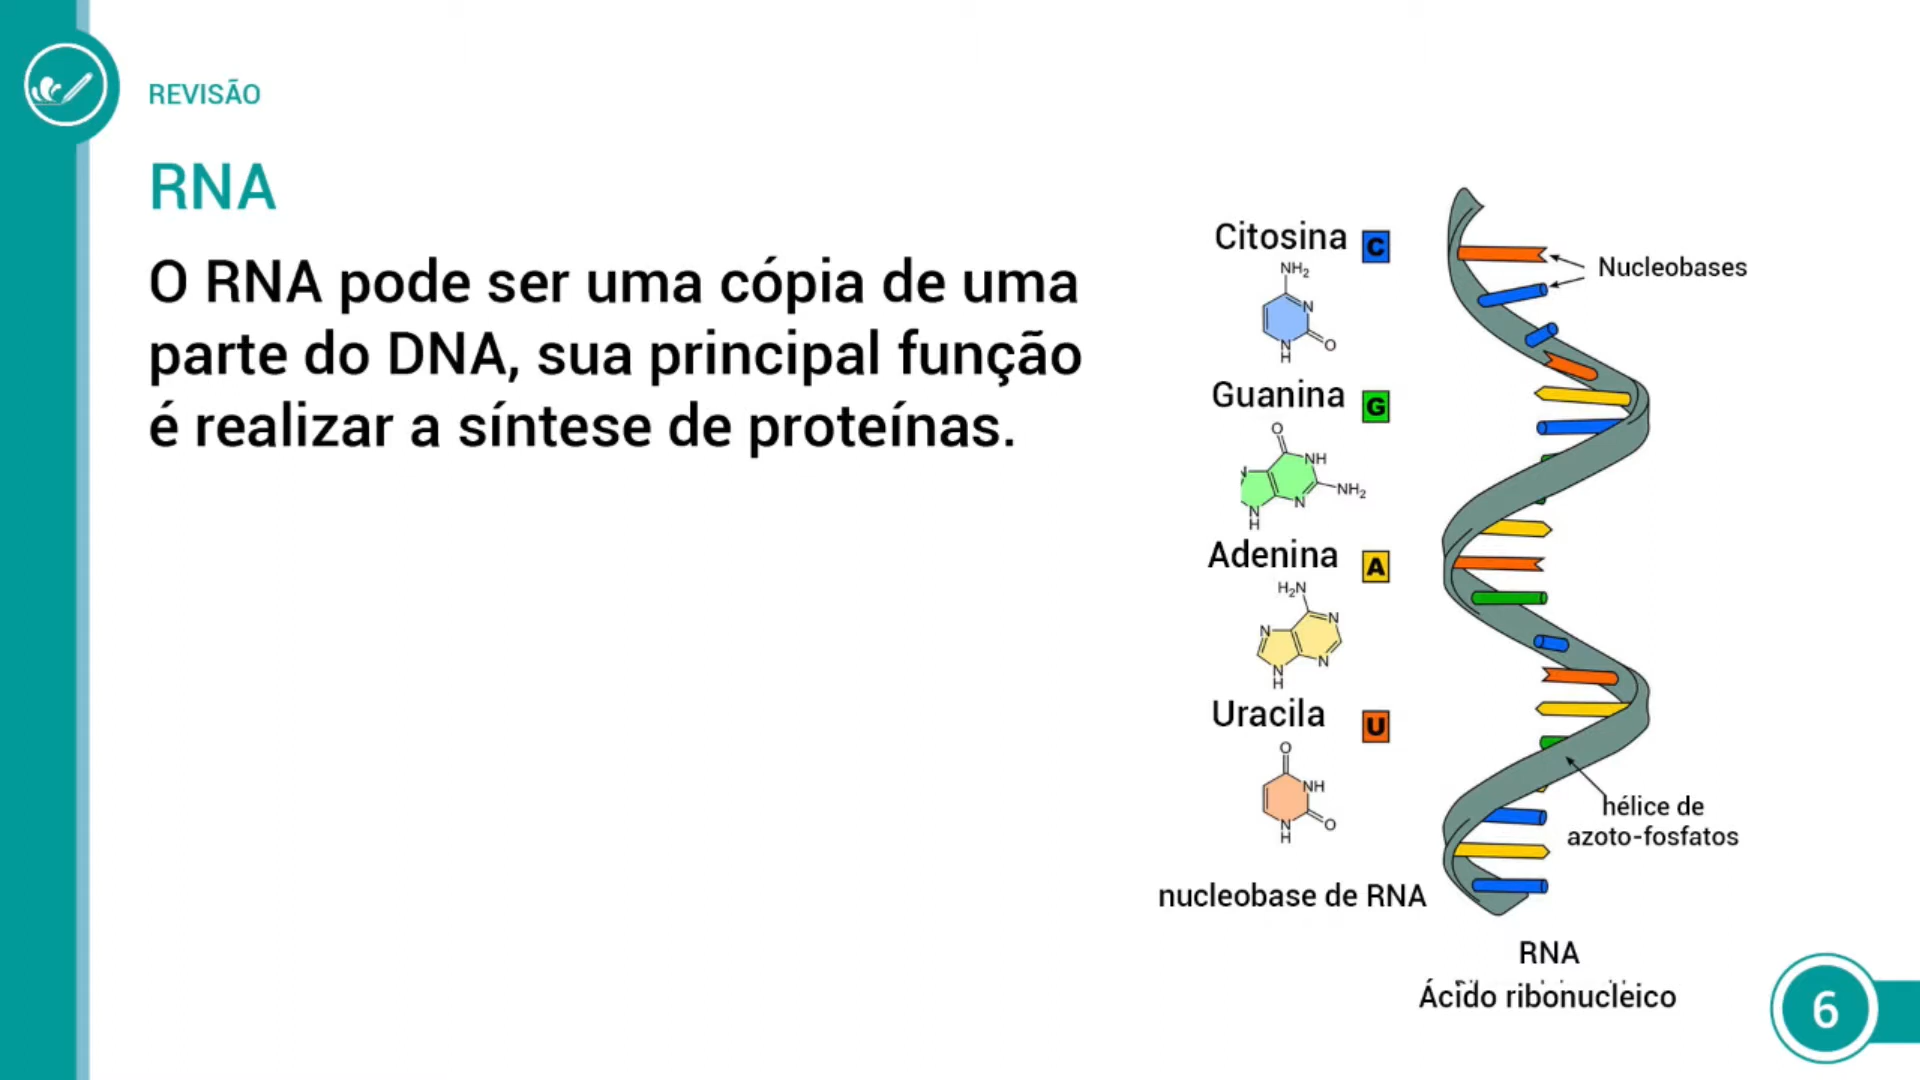 REVISÃO
RNA
O RNA pode ser uma cópia de uma
parte do DNA, sua principal função
é realizar a síntese de proteínas.
Citosina C
NH2
N
N
H
O
Guanina G
O
NH
N
NH2
N
N
H
Adenina A
H2N
N
N
N
N
H
Uracila U
O
NH
N
H
O
nucleobase de RNA
Nucleobases
hélice de
azoto-fosfatos
RNA
Ácido ribonucleico
6